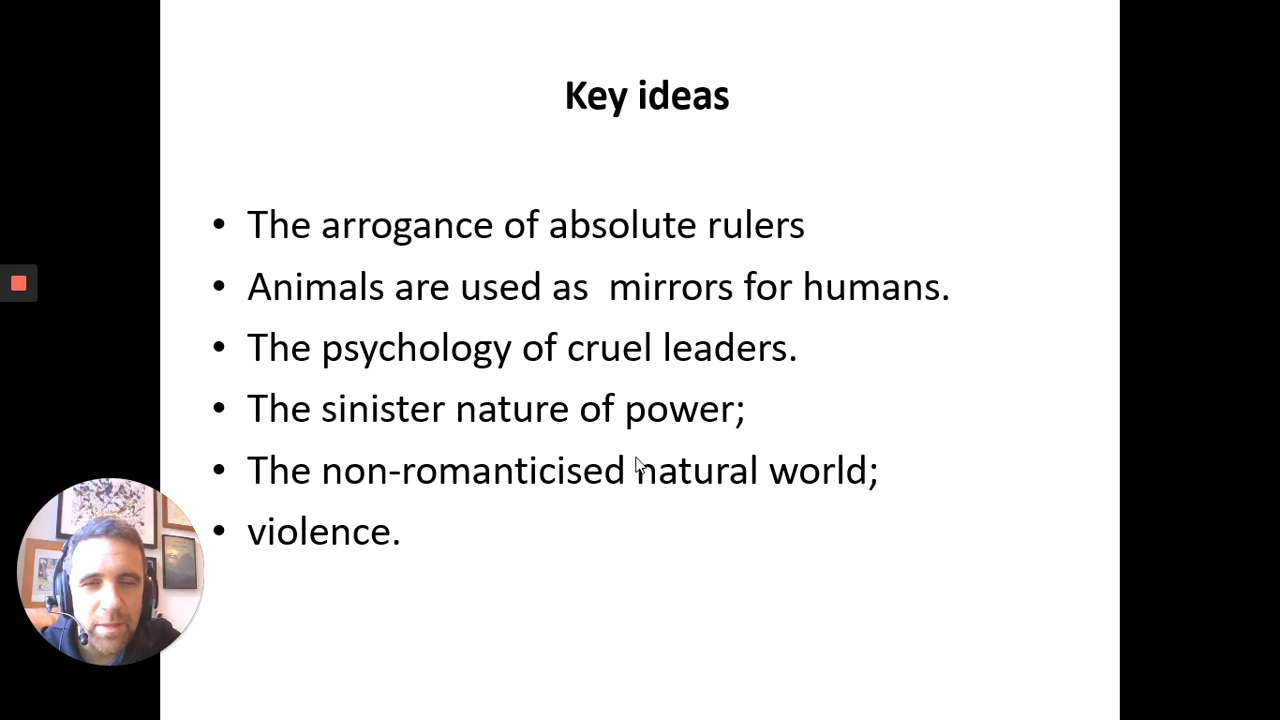 Key ideas
• The arrogance of absolute rulers
• Animals are used as  mirrors for humans.
• The psychology of cruel leaders.
• The sinister nature of power;
• The non-romanticised natural world;
• violence.